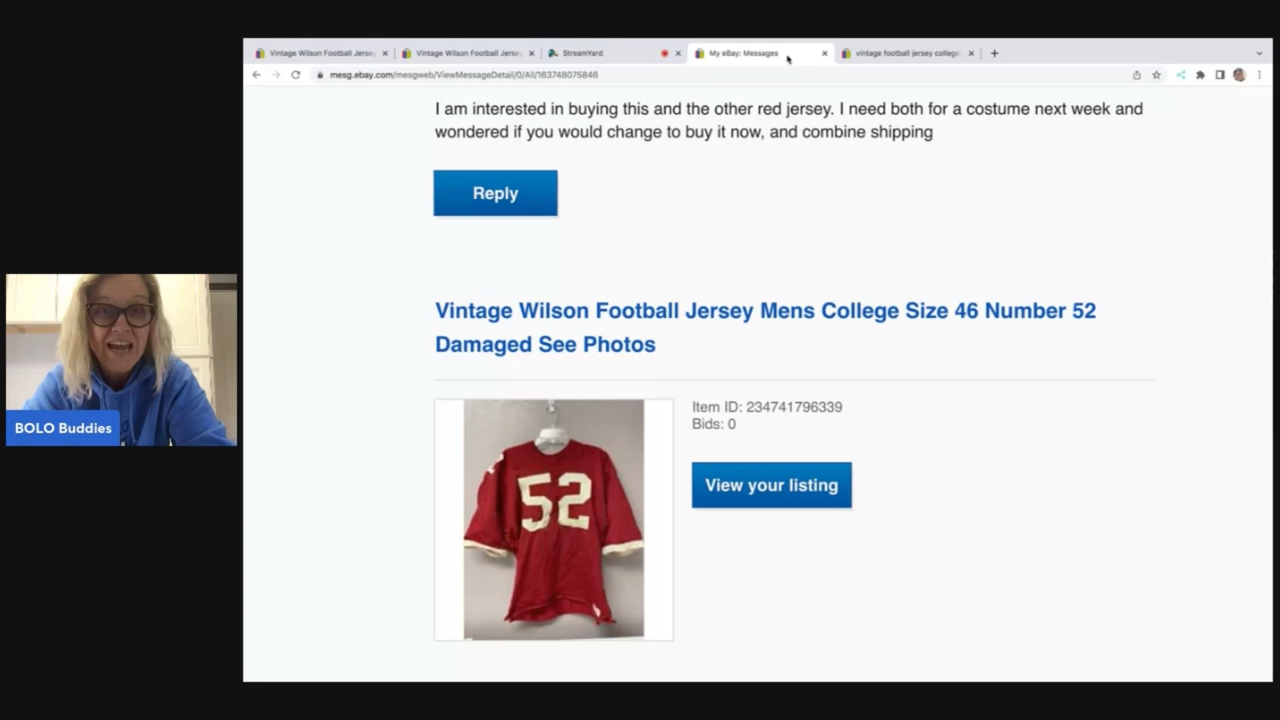 Vintage Wilson Football Jersey
Vintage Wilson Football Jersey
StreamYard
My eBay: Messages
vintage football jersey college
mesg.ebay.com/mesgweb/ViewMessageDetail/0/All/163748075846
I am interested in buying this and the other red jersey. I need both for a costume next week and
wondered if you would change to buy it now, and combine shipping
Reply
Vintage Wilson Football Jersey Mens College Size 46 Number 52
Damaged See Photos
Item ID: 234741796339
Bids: 0
View your listing
52
BOLO Buddies